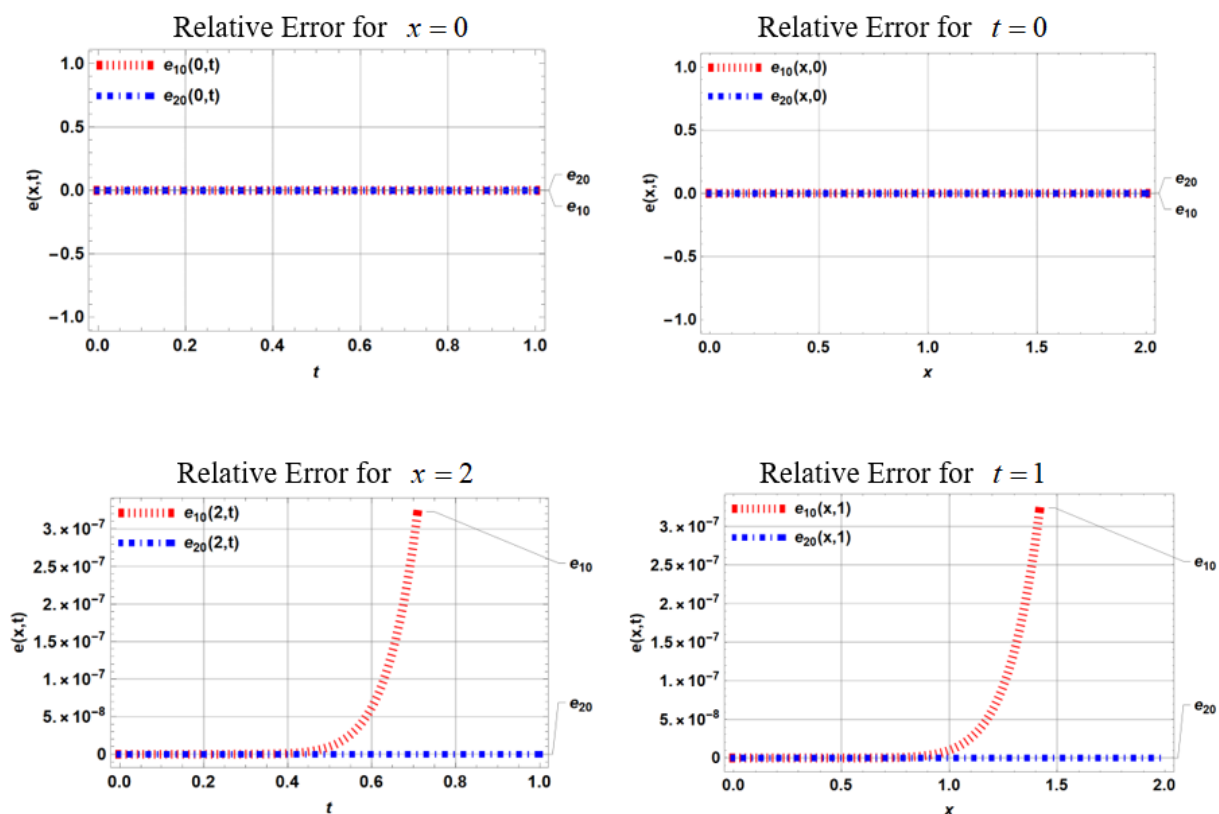 Relative Error for x = 0
1.0
0.5
0.0
−0.5
−1.0
e(x,t)
e10(0,t)
e20(0,t)
e20
e10
0.0 0.2 0.4 0.6 0.8 1.0
t
Relative Error for t = 0
1.0
0.5
0.0
−0.5
−1.0
e(x,t)
e10(x,0)
e20(x,0)
e20
e10
0.0 0.5 1.0 1.5 2.0
x
Relative Error for x = 2
3. × 10⁻⁷
2.5 × 10⁻⁷
2. × 10⁻⁷
1.5 × 10⁻⁷
1. × 10⁻⁷
5. × 10⁻⁸
0
e(x,t)
e10(2,t)
e20(2,t)
e10
e20
0.0 0.2 0.4 0.6 0.8 1.0
t
Relative Error for t = 1
3. × 10⁻⁷
2.5 × 10⁻⁷
2. × 10⁻⁷
1.5 × 10⁻⁷
1. × 10⁻⁷
5. × 10⁻⁸
0
e(x,t)
e10(x,1)
e20(x,1)
e10
e20
0.0 0.5 1.0 1.5 2.0
x